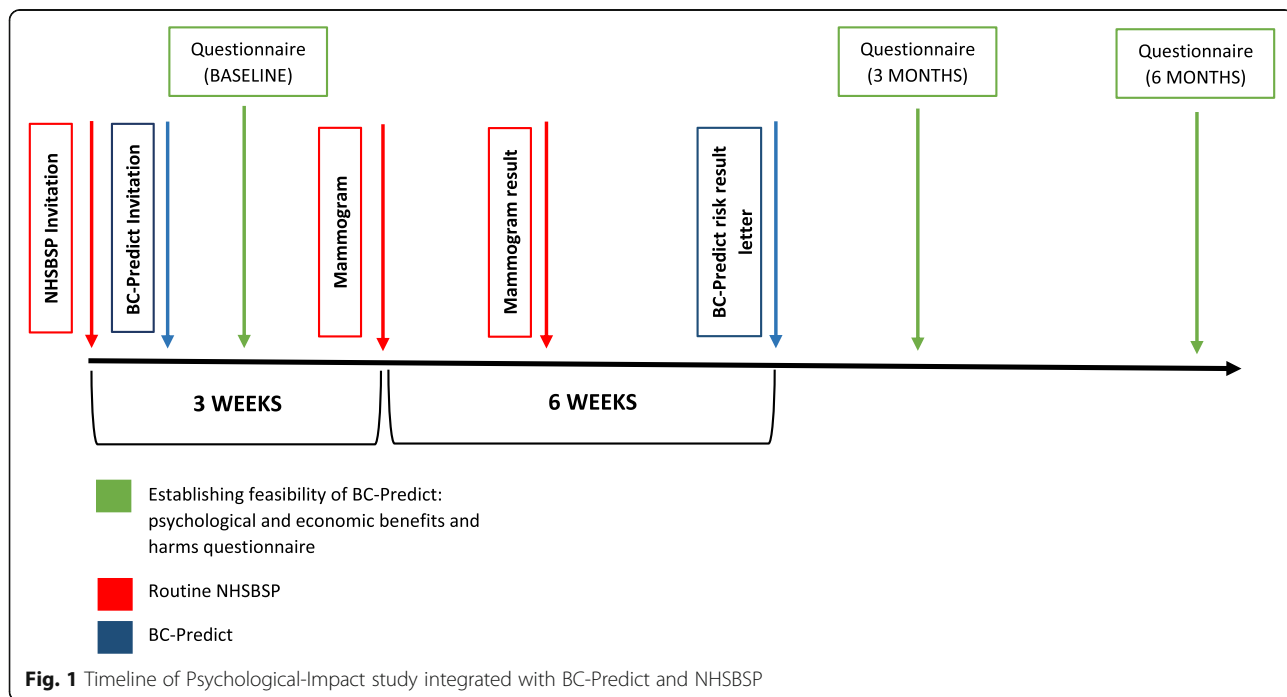 Questionnaire
(BASELINE)
Questionnaire
(3 MONTHS)
Questionnaire
(6 MONTHS)
NHSBSP Invitation
BC-Predict Invitation
Mammogram
Mammogram result
BC-Predict risk result
letter
3 WEEKS
6 WEEKS
Establishing feasibility of BC-Predict:
psychological and economic benefits and
harms questionnaire
Routine NHSBSP
BC-Predict
Fig. 1 Timeline of Psychological-Impact study integrated with BC-Predict and NHSBSP